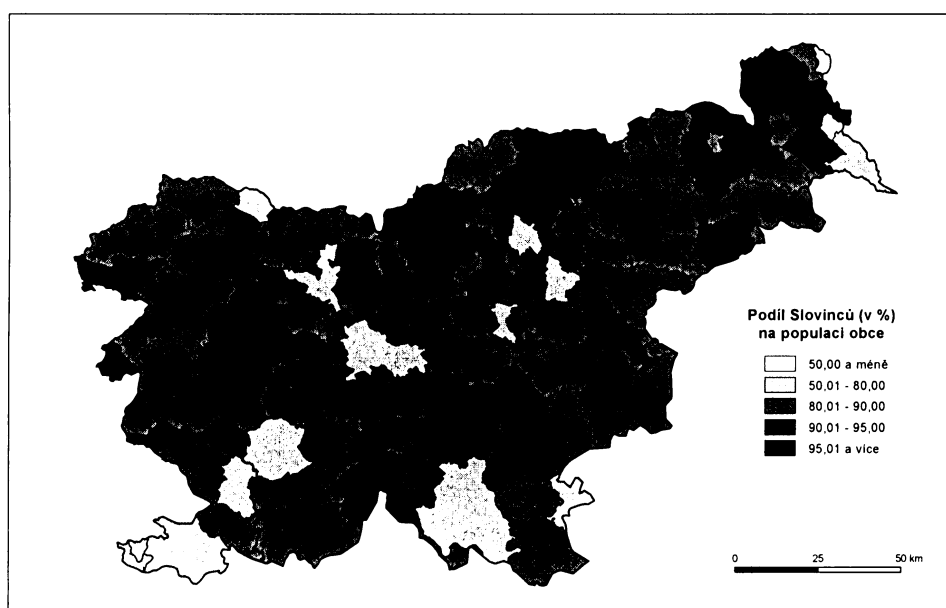 Podíl Slovinců (v %)
na populaci obce
50,00 a méně
50,01 - 80,00
80,01 - 90,00
90,01 - 95,00
95,01 a více
0 25 50 km